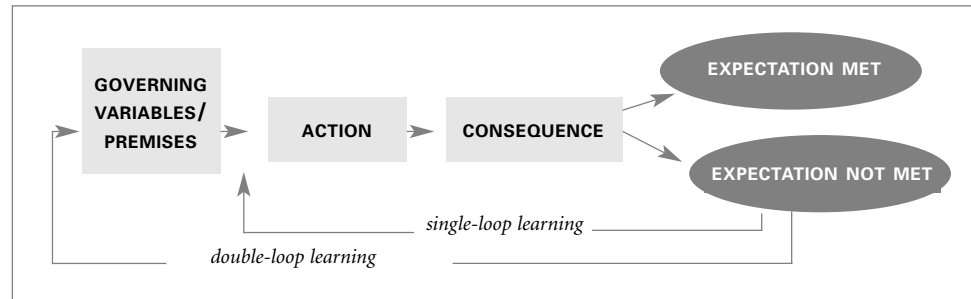 GOVERNING
VARIABLES/
PREMISES
ACTION
CONSEQUENCE
EXPECTATION MET
EXPECTATION NOT MET
single-loop learning
double-loop learning